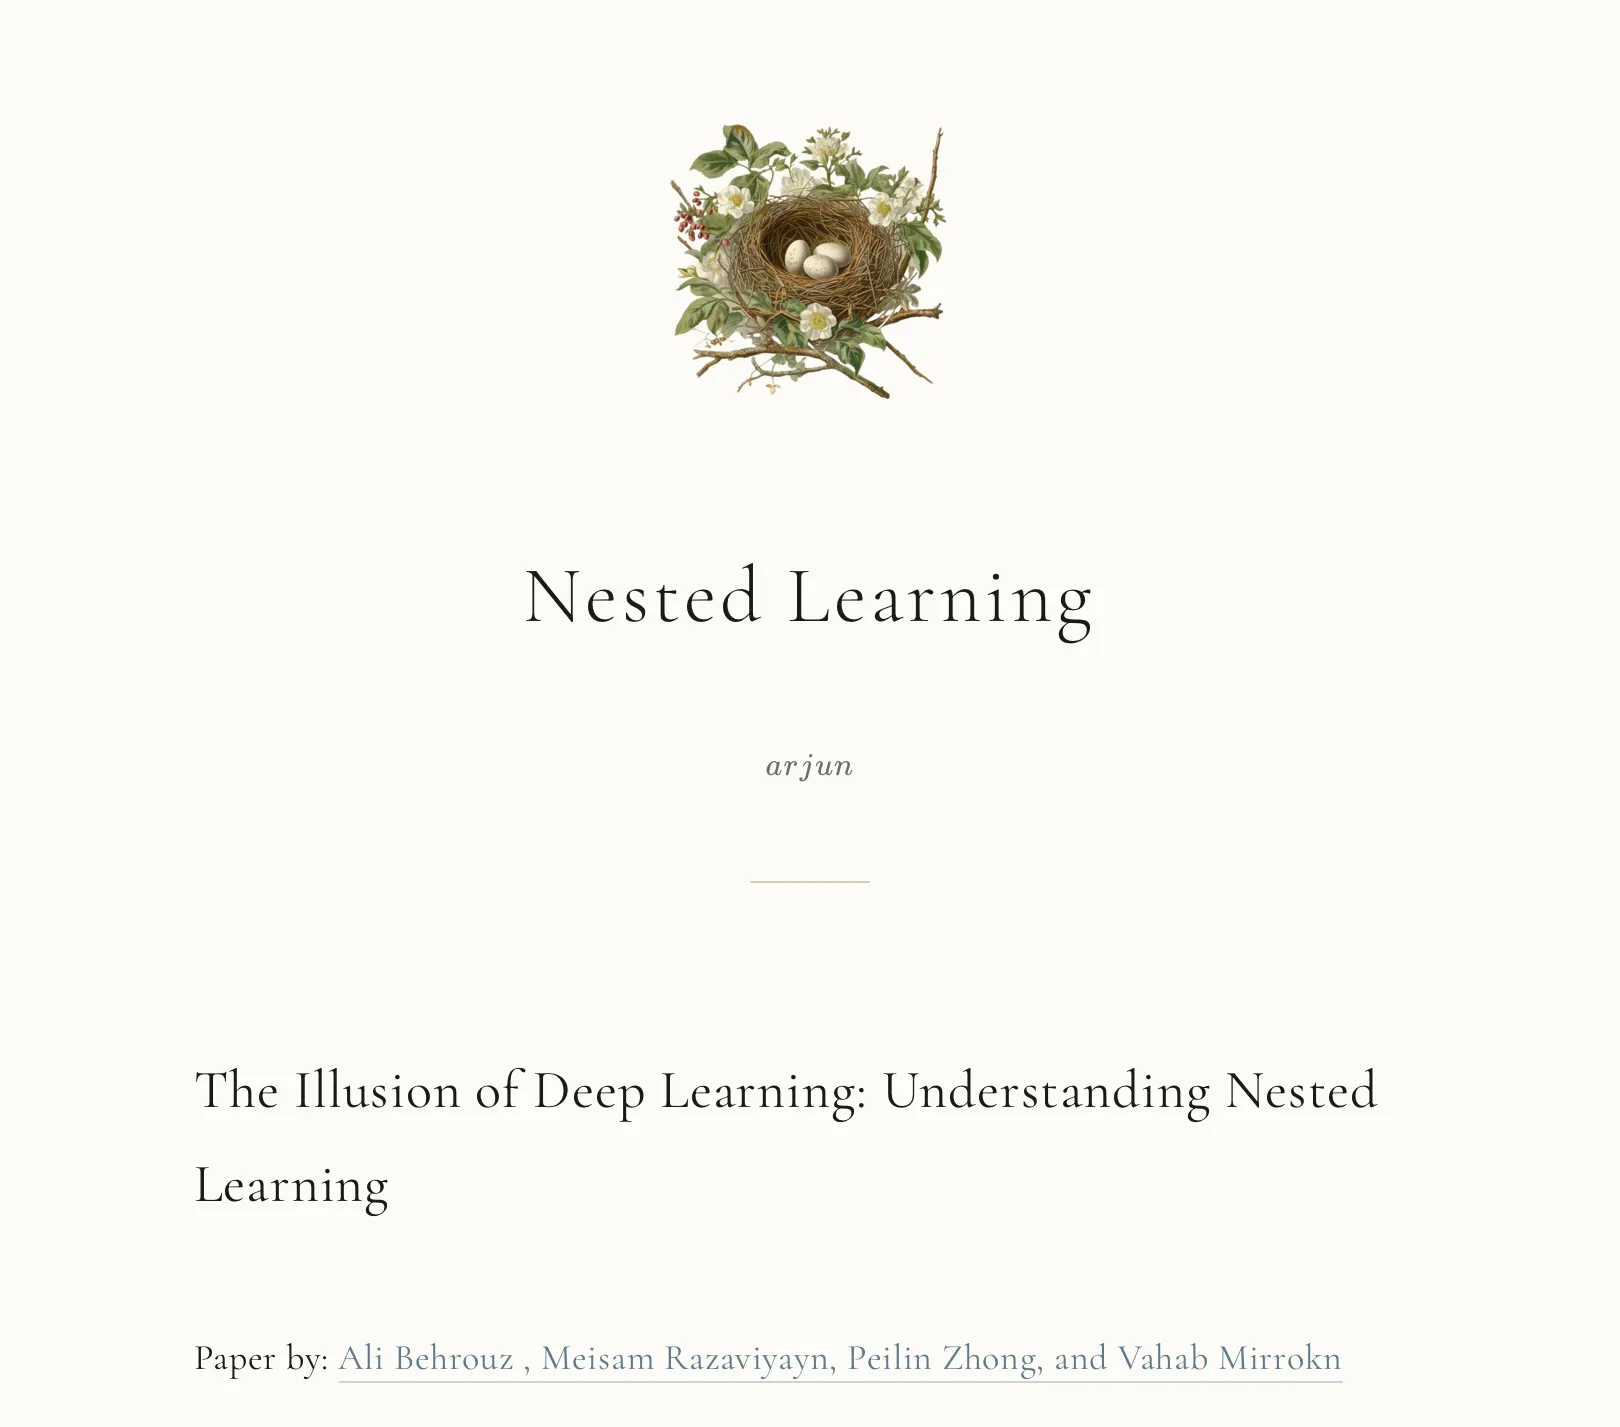 Nested Learning
arjun
The Illusion of Deep Learning: Understanding Nested
Learning
Paper by: Ali Behrouz , Meisam Razaviyayn, Peilin Zhong, and Vahab Mirrokn